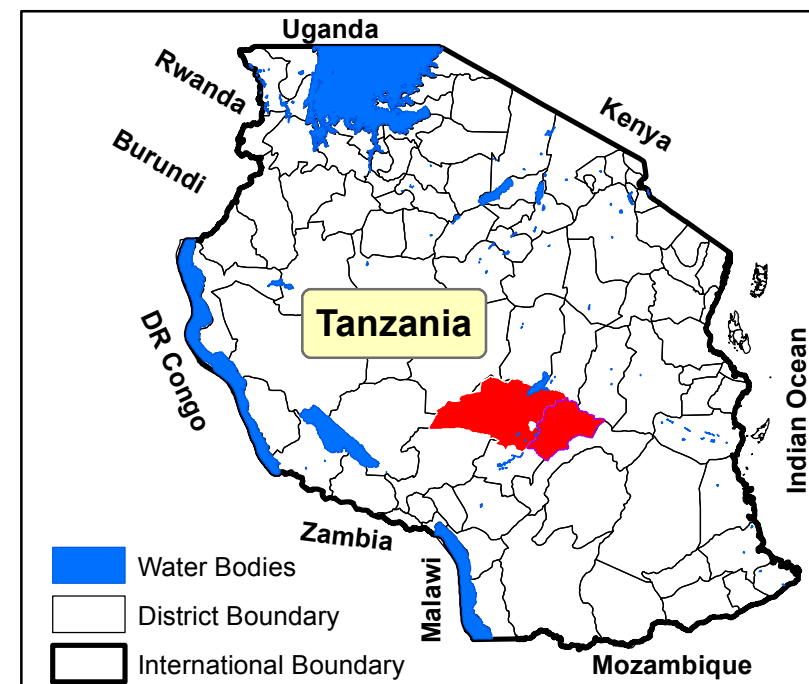 Uganda
Rwanda
Kenya
Burundi
Tanzania
DR Congo
Indian Ocean
Zambia
Malawi
Mozambique
Water Bodies
District Boundary
International Boundary